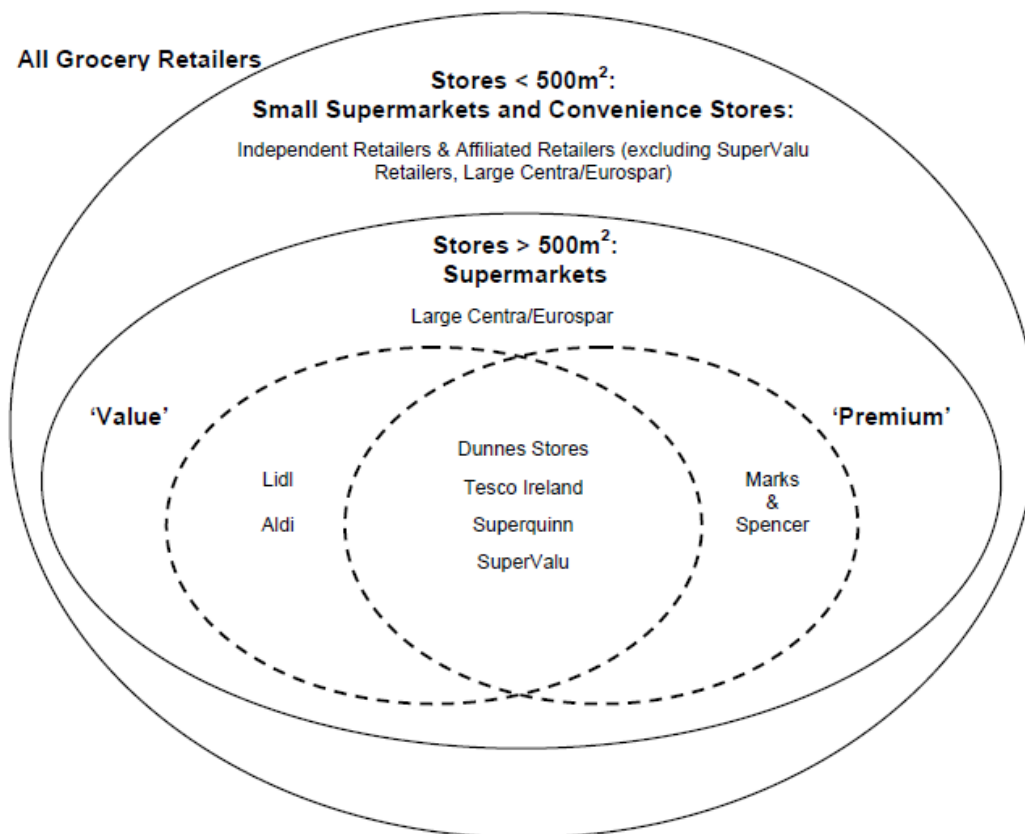 All Grocery Retailers
Stores < 500m²:
Small Supermarkets and Convenience Stores:
Independent Retailers & Affiliated Retailers (excluding SuperValu
Retailers, Large Centra/Eurospar)
Stores > 500m²:
Supermarkets
Large Centra/Eurospar
‘Value’
‘Premium’
Lidl
Aldi
Dunnes Stores
Tesco Ireland
Superquinn
SuperValu
Marks
&
Spencer